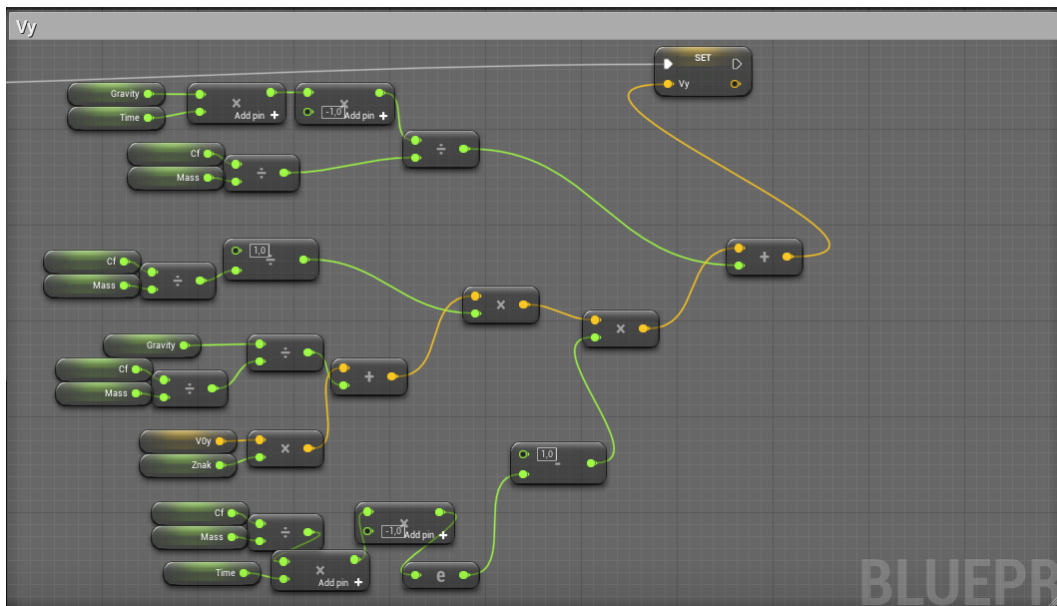 Vy
SET
Vy
Gravity
×
Add pin +
×
-1,0
Add pin +
Time
÷
Cf
Mass
÷
+
Cf
Mass
÷
1,0
÷
×
×
Gravity
÷
Cf
Mass
÷
+
V0y
Znak
×
1,0
-
Cf
Mass
÷
×
-1,0
Add pin +
Time
×
Add pin +
e
BLUEPR